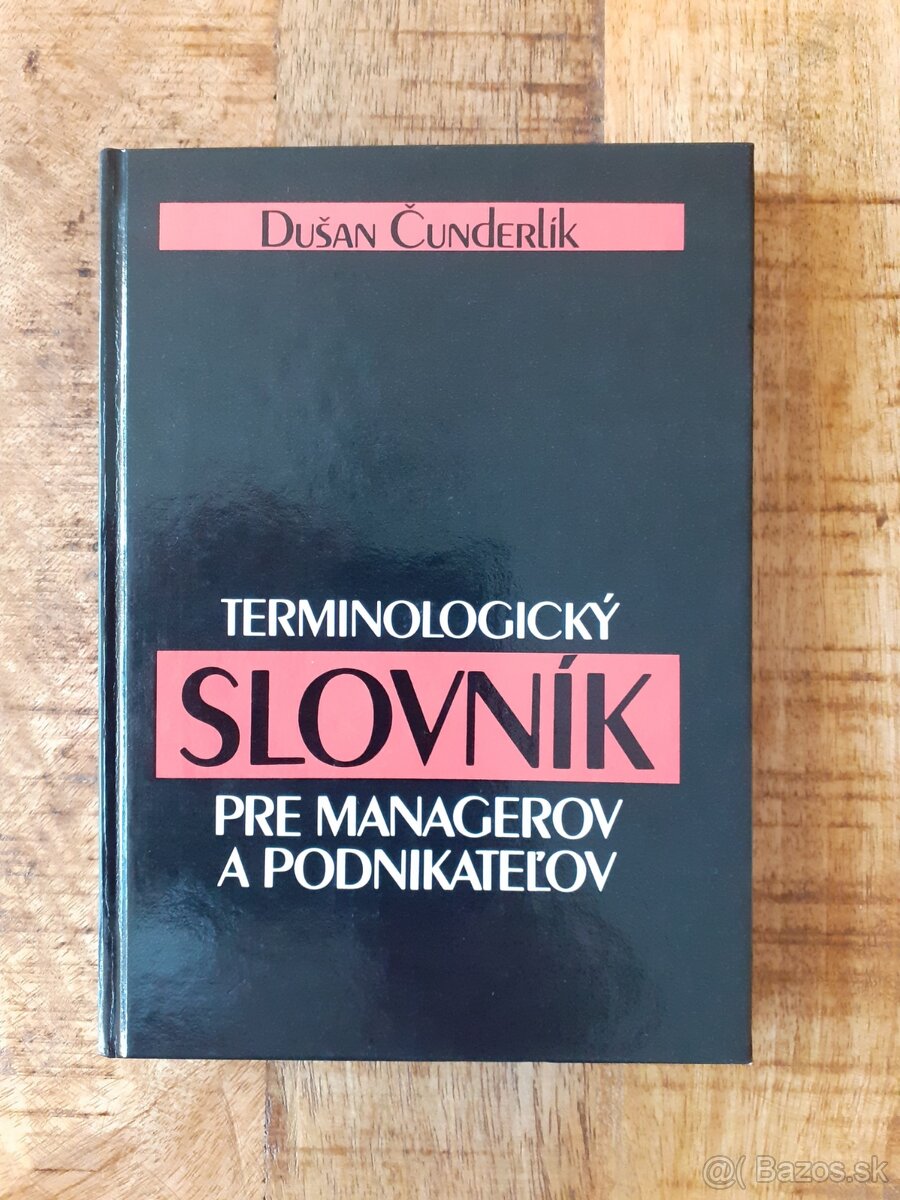 Dušan Čunderlík
TERMINOLOGICKÝ
SLOVNÍK
PRE MANAGEROV
A PODNIKATEĽOV
@( Bazos.sk